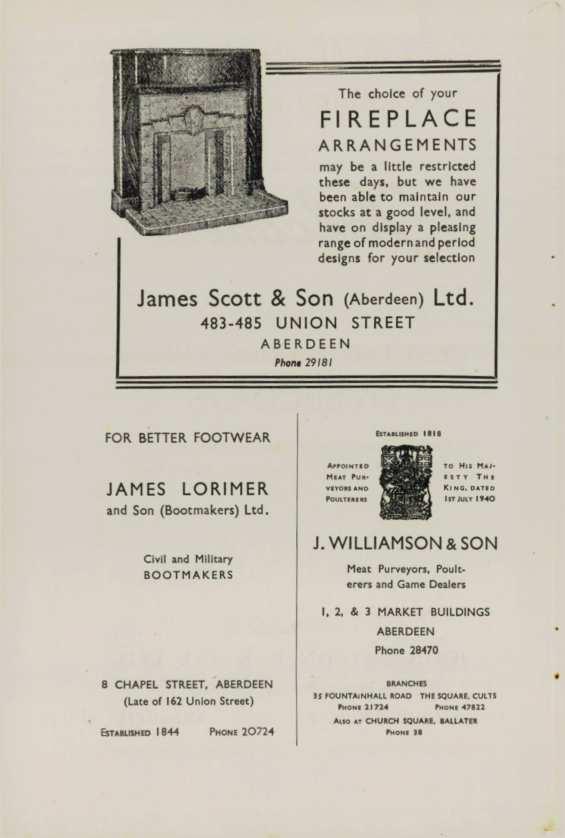 The choice of your
FIREPLACE
ARRANGEMENTS
may be a little restricted
these days, but we have
been able to maintain our
stocks at a good level, and
have on display a pleasing
range of modern and period
designs for your selection
James Scott & Son (Aberdeen) Ltd.
483-485 UNION STREET
ABERDEEN
Phone 29181
FOR BETTER FOOTWEAR
JAMES LORIMER
and Son (Bootmakers) Ltd.
Civil and Military
BOOTMAKERS
8 CHAPEL STREET, ABERDEEN
(Late of 162 Union Street)
ESTABLISHED 1844 PHONE 20724
ESTABLISHED 1816
APPOINTED
MEAT PUR-
VEYORS AND
POULTERERS
TO HIS MAJ-
ESTY THE
KING, DATED
1ST JULY 1940
J. WILLIAMSON & SON
Meat Purveyors, Poult-
erers and Game Dealers
1, 2, & 3 MARKET BUILDINGS
ABERDEEN
Phone 28470
BRANCHES
35 FOUNTAINHALL ROAD THE SQUARE, CULTS
PHONE 21724 PHONE 47822
ALSO AT CHURCH SQUARE, BALLATER
PHONE 38